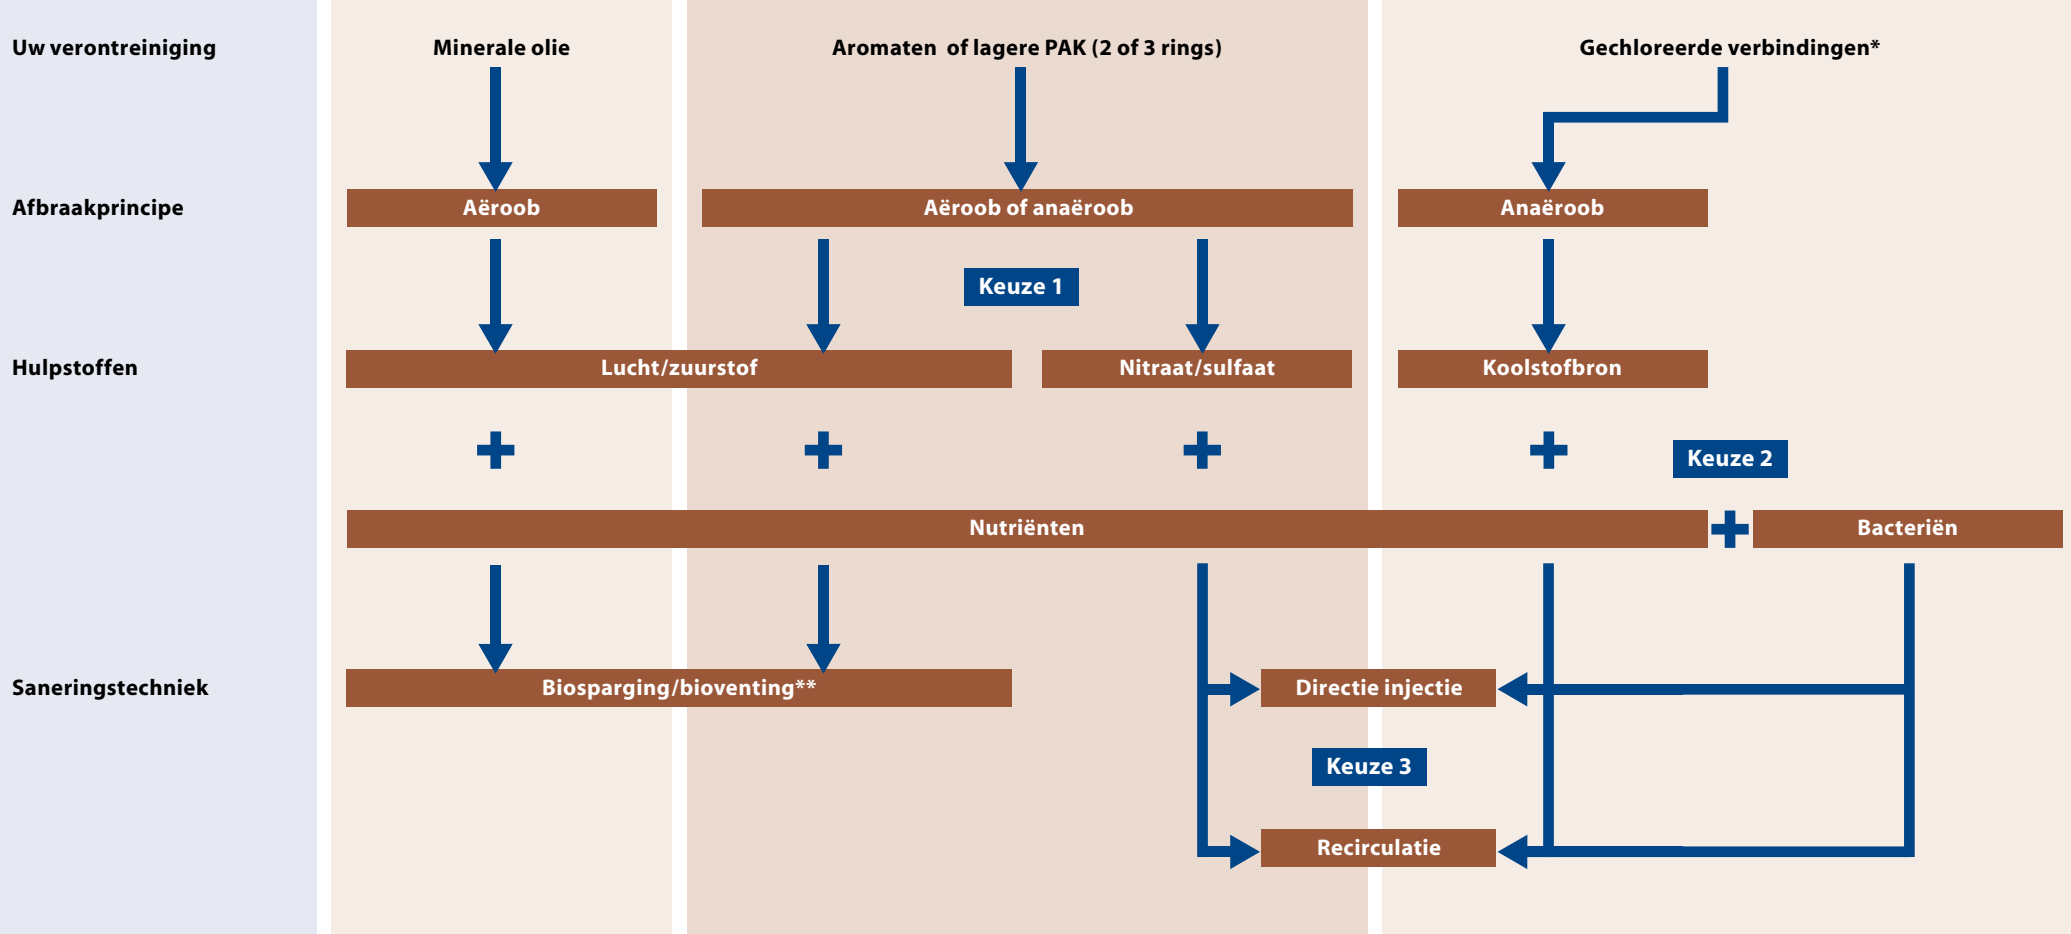 Uw verontreiniging
Minerale olie
Aromaten of lagere PAK (2 of 3 rings)
Gechloreerde verbindingen*
Afbraakprincipe
Aëroob
Aëroob of anaëroob
Anaëroob
Keuze 1
Hulpstoffen
Lucht/zuurstof
Nitraat/sulfaat
Koolstofbron
Keuze 2
Nutriënten
Bacteriën
Saneringstechniek
Biosparging/bioventing**
Directie injectie
Keuze 3
Recirculatie